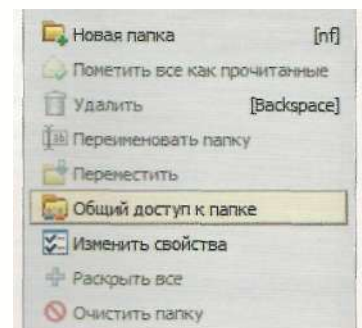 Новая папка [nf]
Пометить все как прочитанные
Удалить [Backspace]
Переименовать папку
Переместить
Общий доступ к папке
Изменить свойства
Раскрыть все
Очистить папку